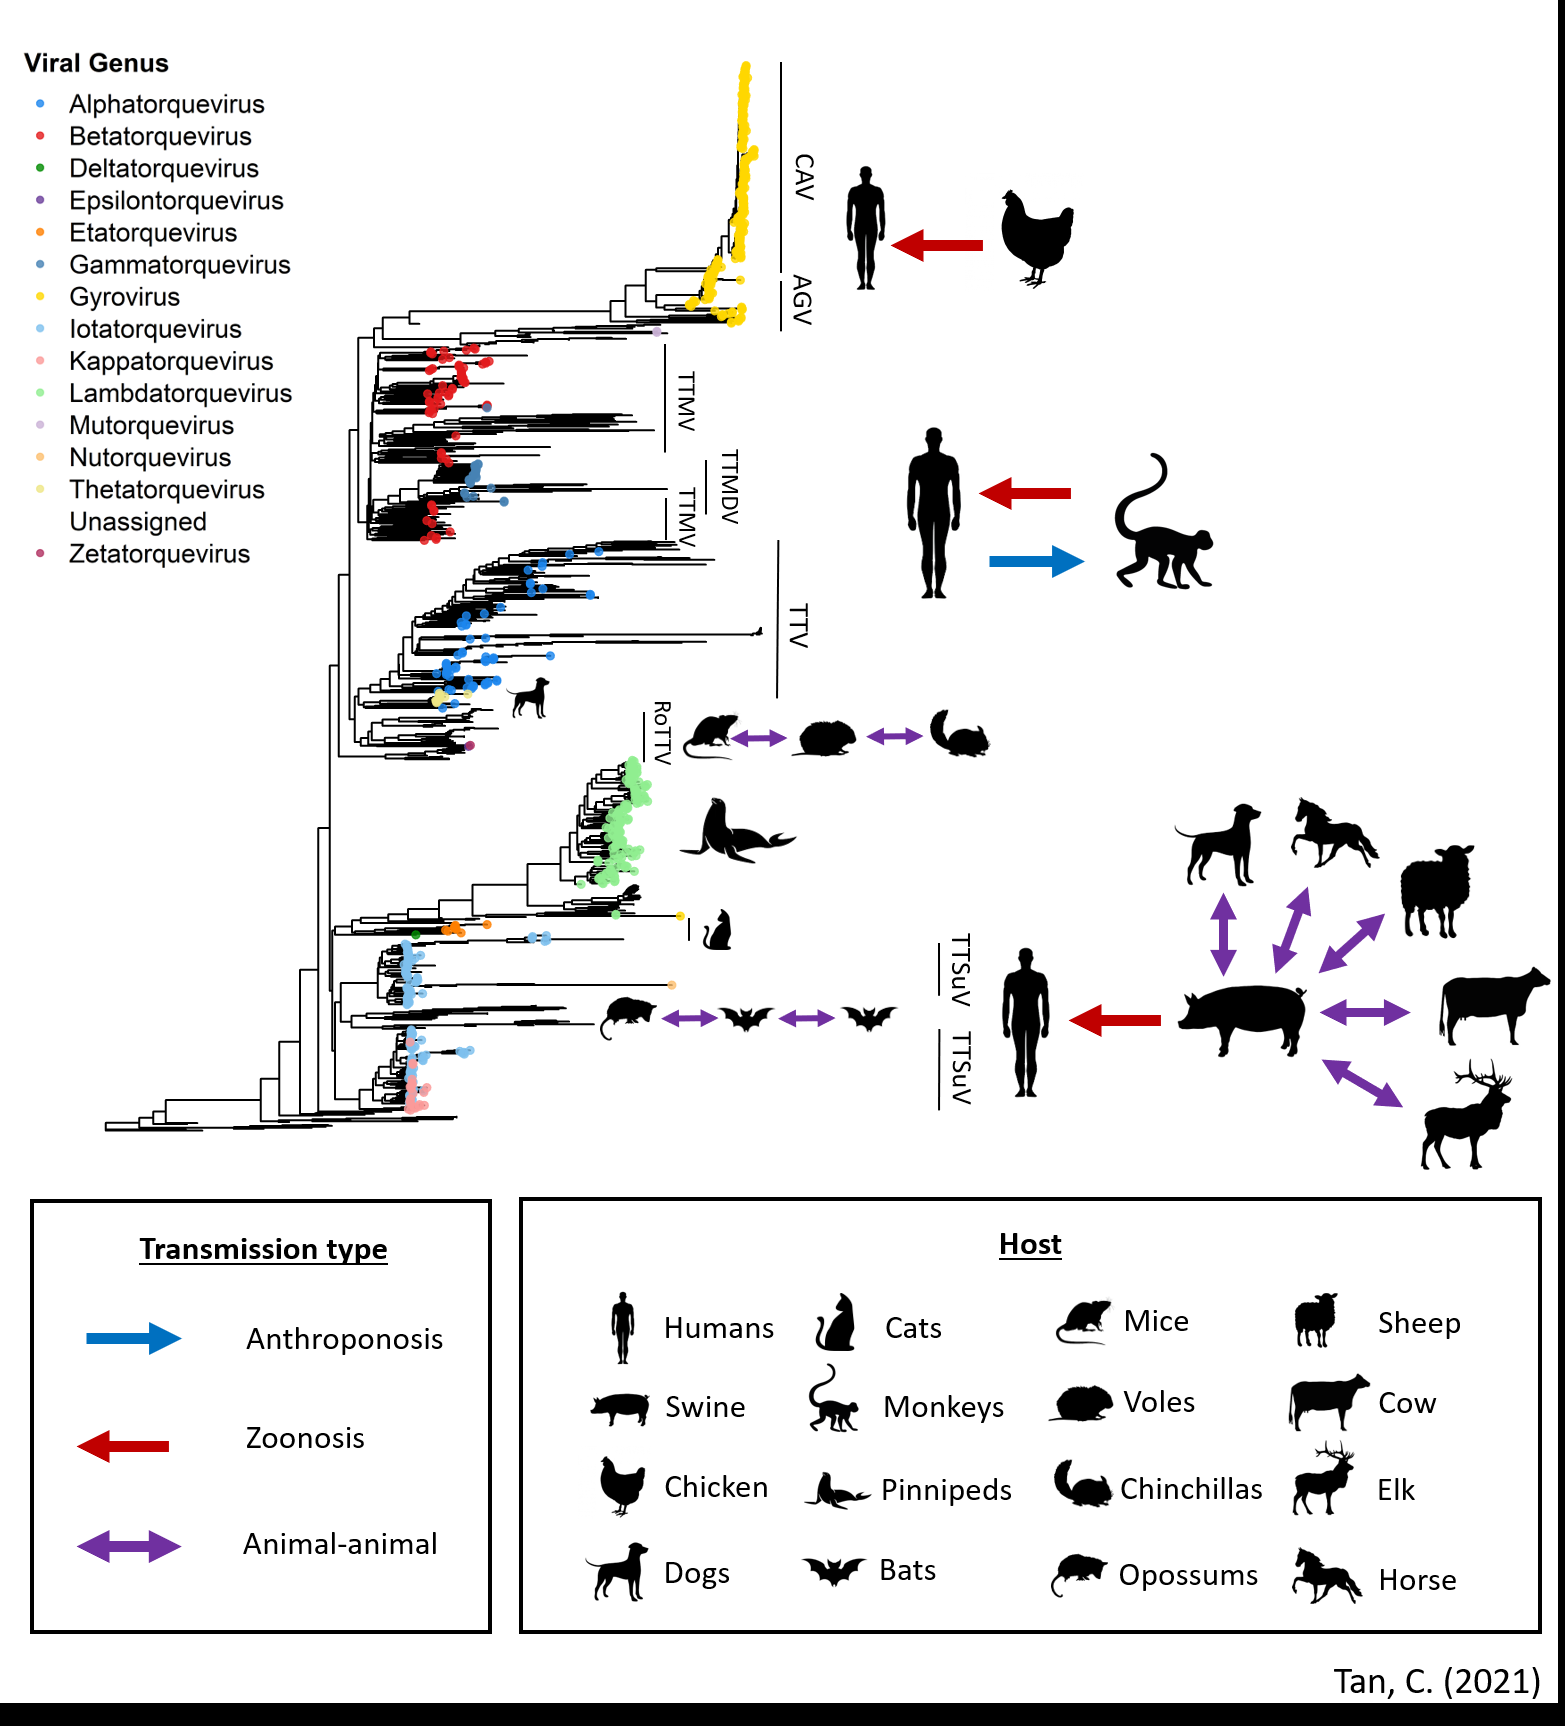 Viral Genus
Alphatorquevirus
Betatorquevirus
Deltatorquevirus
Epsilontorquevirus
Etatorquevirus
Gammatorquevirus
Gyrovirus
Iotatorquevirus
Kappatorquevirus
Lambdatorquevirus
Mutorquevirus
Nutorquevirus
Thetatorquevirus
Unassigned
Zetatorquevirus
CAV
AGV
TTMV
TTMDV
TTMV
TTV
RoTTV
TTSuV
TTSuV
Transmission type
Anthroponosis
Zoonosis
Animal-animal
Host
Humans
Cats
Mice
Sheep
Swine
Monkeys
Voles
Cow
Chicken
Pinnipeds
Chinchillas
Elk
Dogs
Bats
Opossums
Horse
Tan, C. (2021)